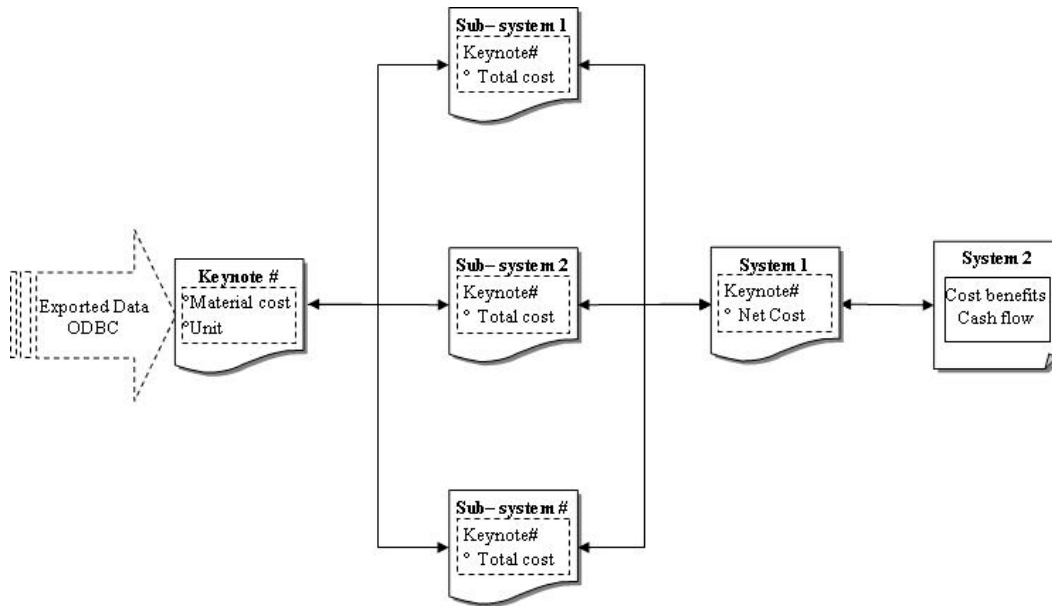 Sub-system 1
Keynote#
° Total cost
Exported Data
ODBC
Keynote #
°Material cost
°Unit
Sub-system 2
Keynote#
° Total cost
System 1
Keynote#
° Net Cost
System 2
Cost benefits
Cash flow
Sub-system #
Keynote#
° Total cost